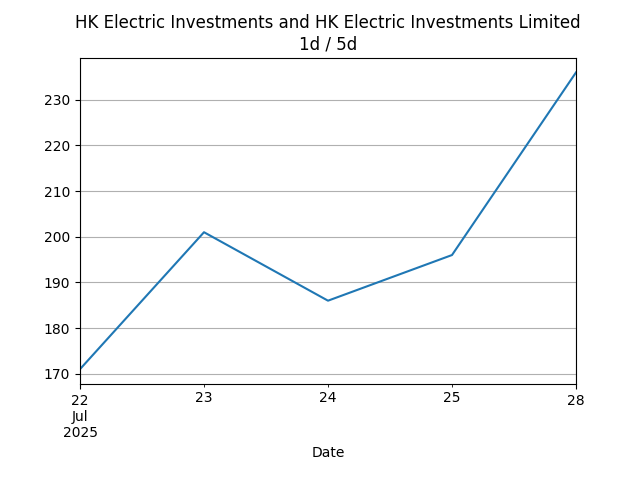 HK Electric Investments and HK Electric Investments Limited
1d / 5d
230
220
210
200
190
180
170
22 23 24 25 28
Jul
2025
Date